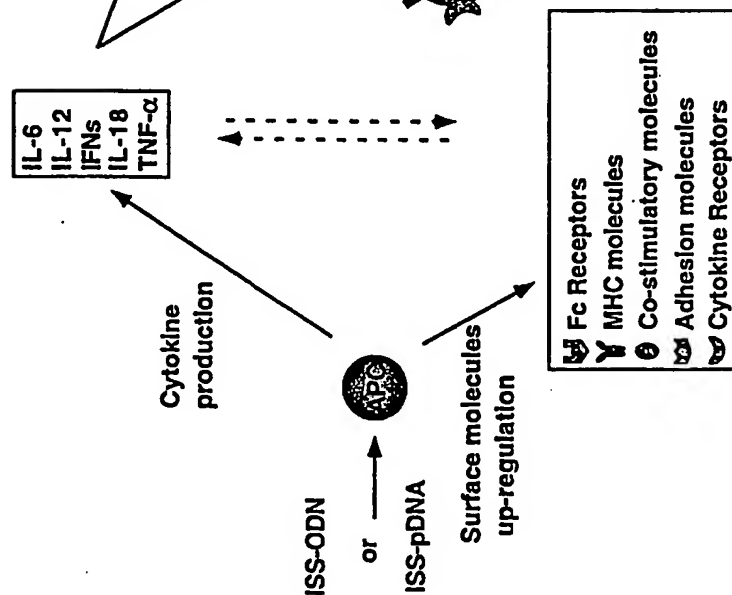 IL-6
IL-12
IFNs
IL-18
TNF-α
Cytokine
production
ISS-ODN
or
ISS-pDNA
APC
Surface molecules
up-regulation
Fc Receptors
MHC molecules
Co-stimulatory molecules
Adhesion molecules
Cytokine Receptors